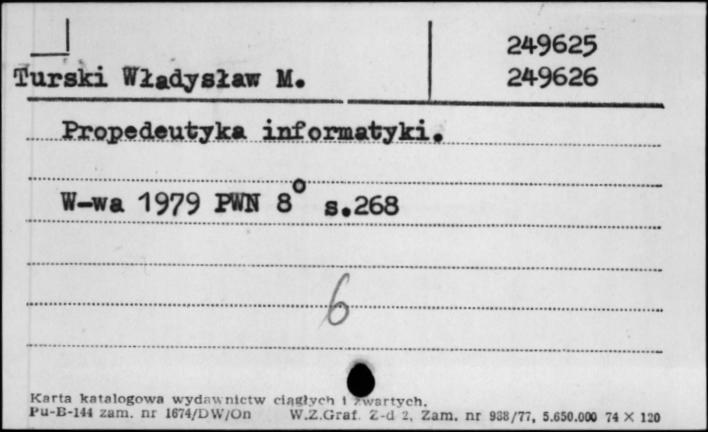 249625
Turski Władysław M. 249626
Propedeutyka informatyki.
W-wa 1979 PWN 8° s.268
6
Karta katalogowa wydawnictw ciągłych i zwartych.
Pu-B-144 zam. nr 1674/DW/On W.Z.Graf. Z-d 2, Zam. nr 938/77, 5.650.000 74 × 120